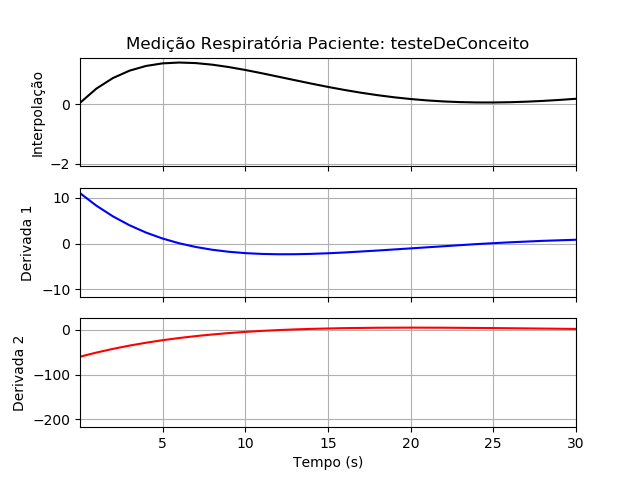 Medição Respiratória Paciente: testeDeConceito
Interpolação
0
−2
Derivada 1
10
0
−10
Derivada 2
0
−100
−200
5
10
15
20
25
30
Tempo (s)